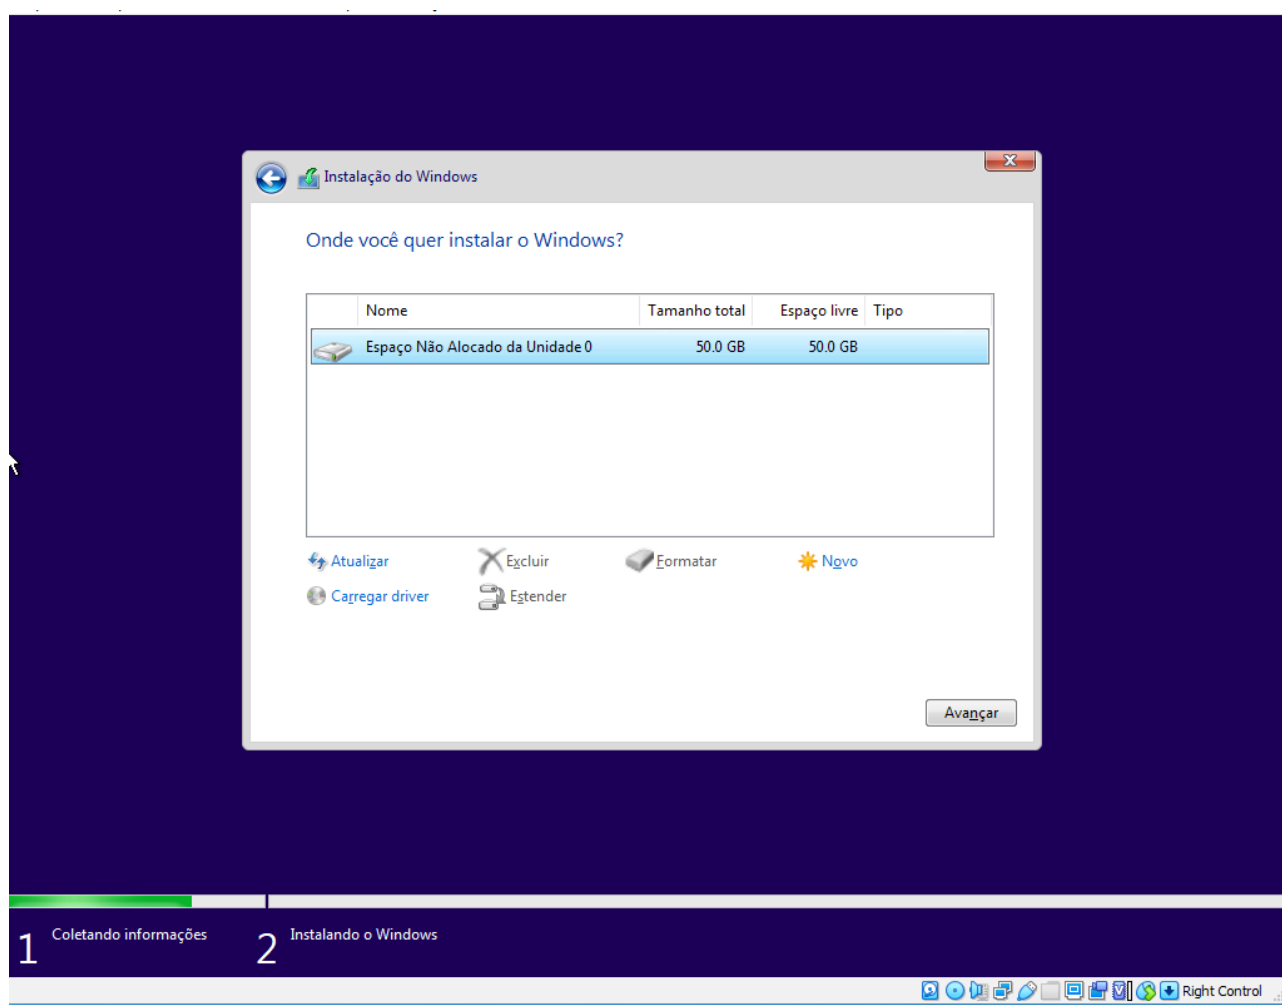 Instalação do Windows
Onde você quer instalar o Windows?
Nome Tamanho total Espaço livre Tipo
Espaço Não Alocado da Unidade 0 50.0 GB 50.0 GB
Atualizar Excluir Formatar Novo
Carregar driver Estender
Avançar
1 Coletando informações 2 Instalando o Windows
Right Control